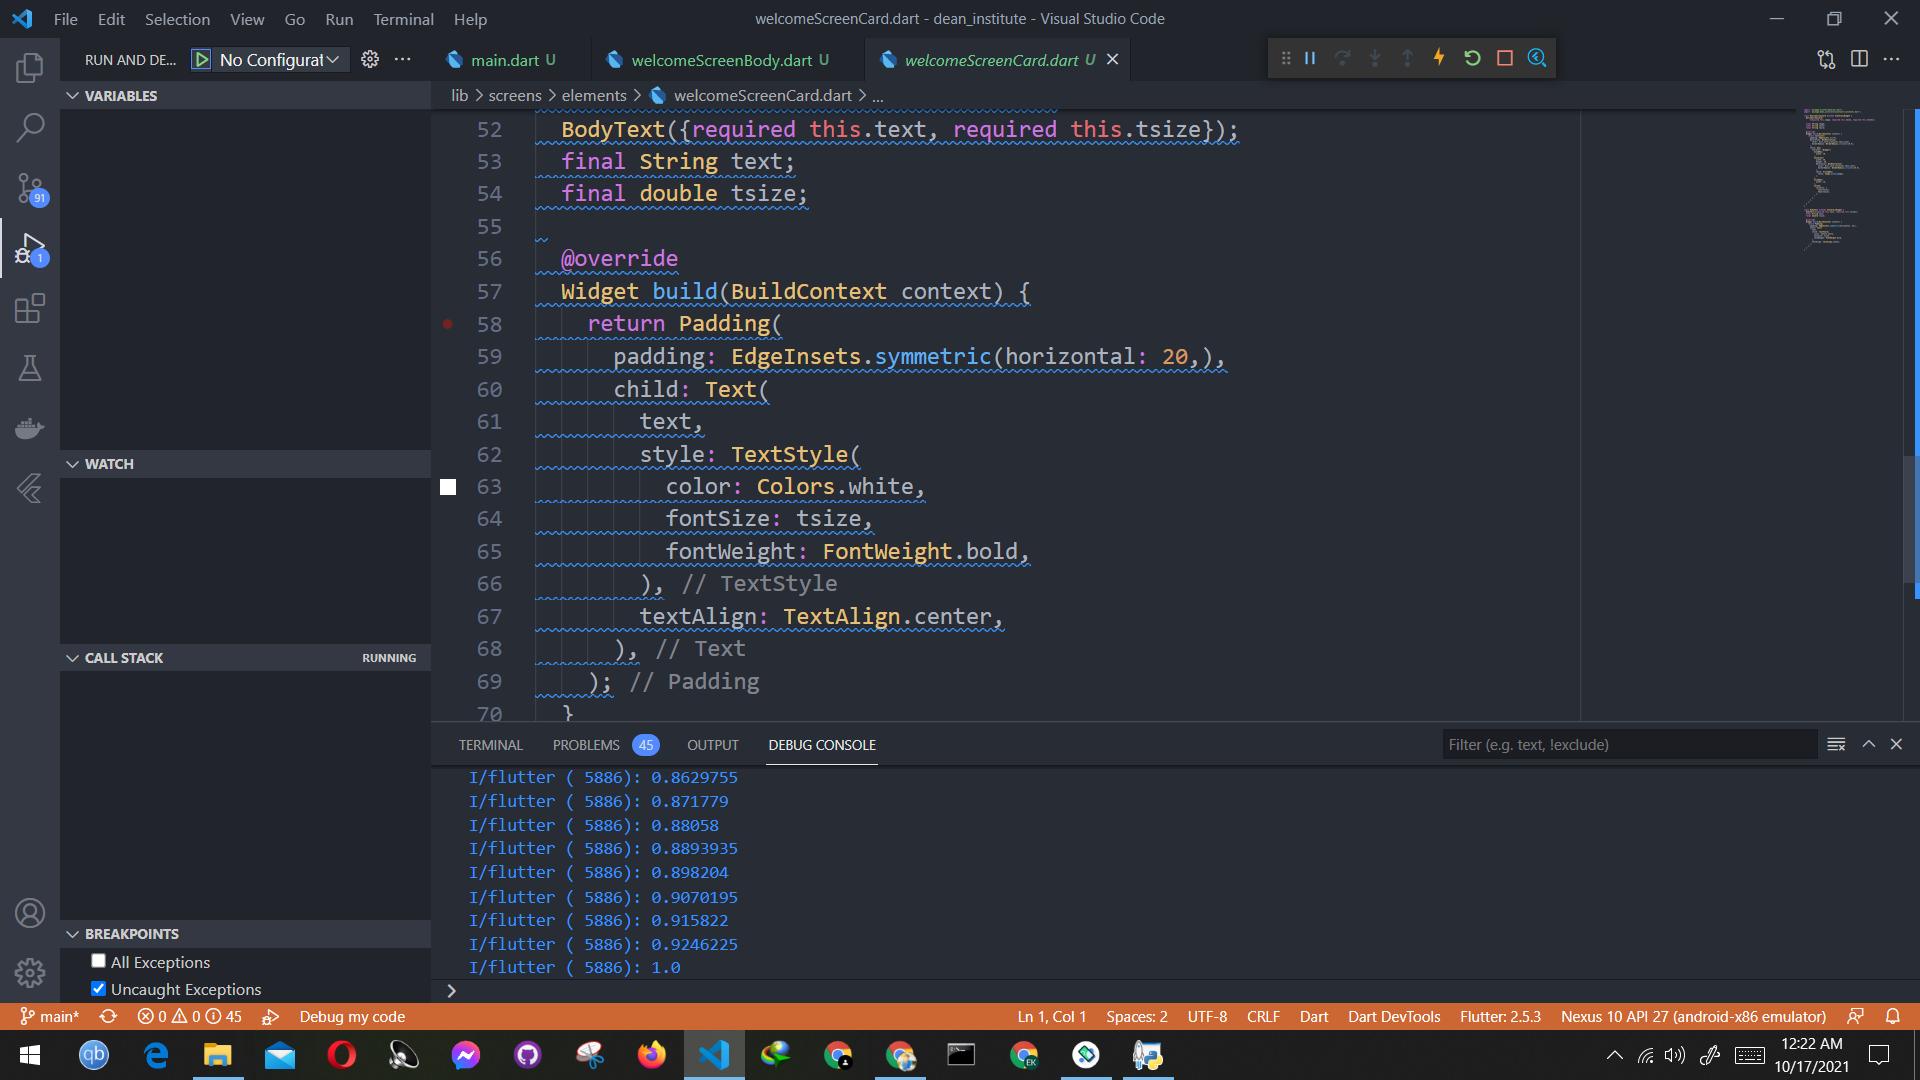 File Edit Selection View Go Run Terminal Help
welcomeScreenCard.dart - dean_institute - Visual Studio Code
RUN AND DE... No Configurat
main.dart U
welcomeScreenBody.dart U
welcomeScreenCard.dart U
lib > screens > elements > welcomeScreenCard.dart > ...
VARIABLES
WATCH
CALL STACK RUNNING
BREAKPOINTS
All Exceptions
Uncaught Exceptions
91
1
52 BodyText({required this.text, required this.tsize});
53 final String text;
54 final double tsize;
55
56 @override
57 Widget build(BuildContext context) {
58 return Padding(
59 padding: EdgeInsets.symmetric(horizontal: 20,),
60 child: Text(
61 text,
62 style: TextStyle(
63 color: Colors.white,
64 fontSize: tsize,
65 fontWeight: FontWeight.bold,
66 ), // TextStyle
67 textAlign: TextAlign.center,
68 ), // Text
69 ); // Padding
70 }
TERMINAL PROBLEMS 45 OUTPUT DEBUG CONSOLE
Filter (e.g. text, !exclude)
I/flutter ( 5886): 0.8629755
I/flutter ( 5886): 0.871779
I/flutter ( 5886): 0.88058
I/flutter ( 5886): 0.8893935
I/flutter ( 5886): 0.898204
I/flutter ( 5886): 0.9070195
I/flutter ( 5886): 0.915822
I/flutter ( 5886): 0.9246225
I/flutter ( 5886): 1.0
>
main* 0 0 45 Debug my code
Ln 1, Col 1 Spaces: 2 UTF-8 CRLF Dart Dart DevTools Flutter: 2.5.3 Nexus 10 API 27 (android-x86 emulator)
qb
EK
12:22 AM
10/17/2021